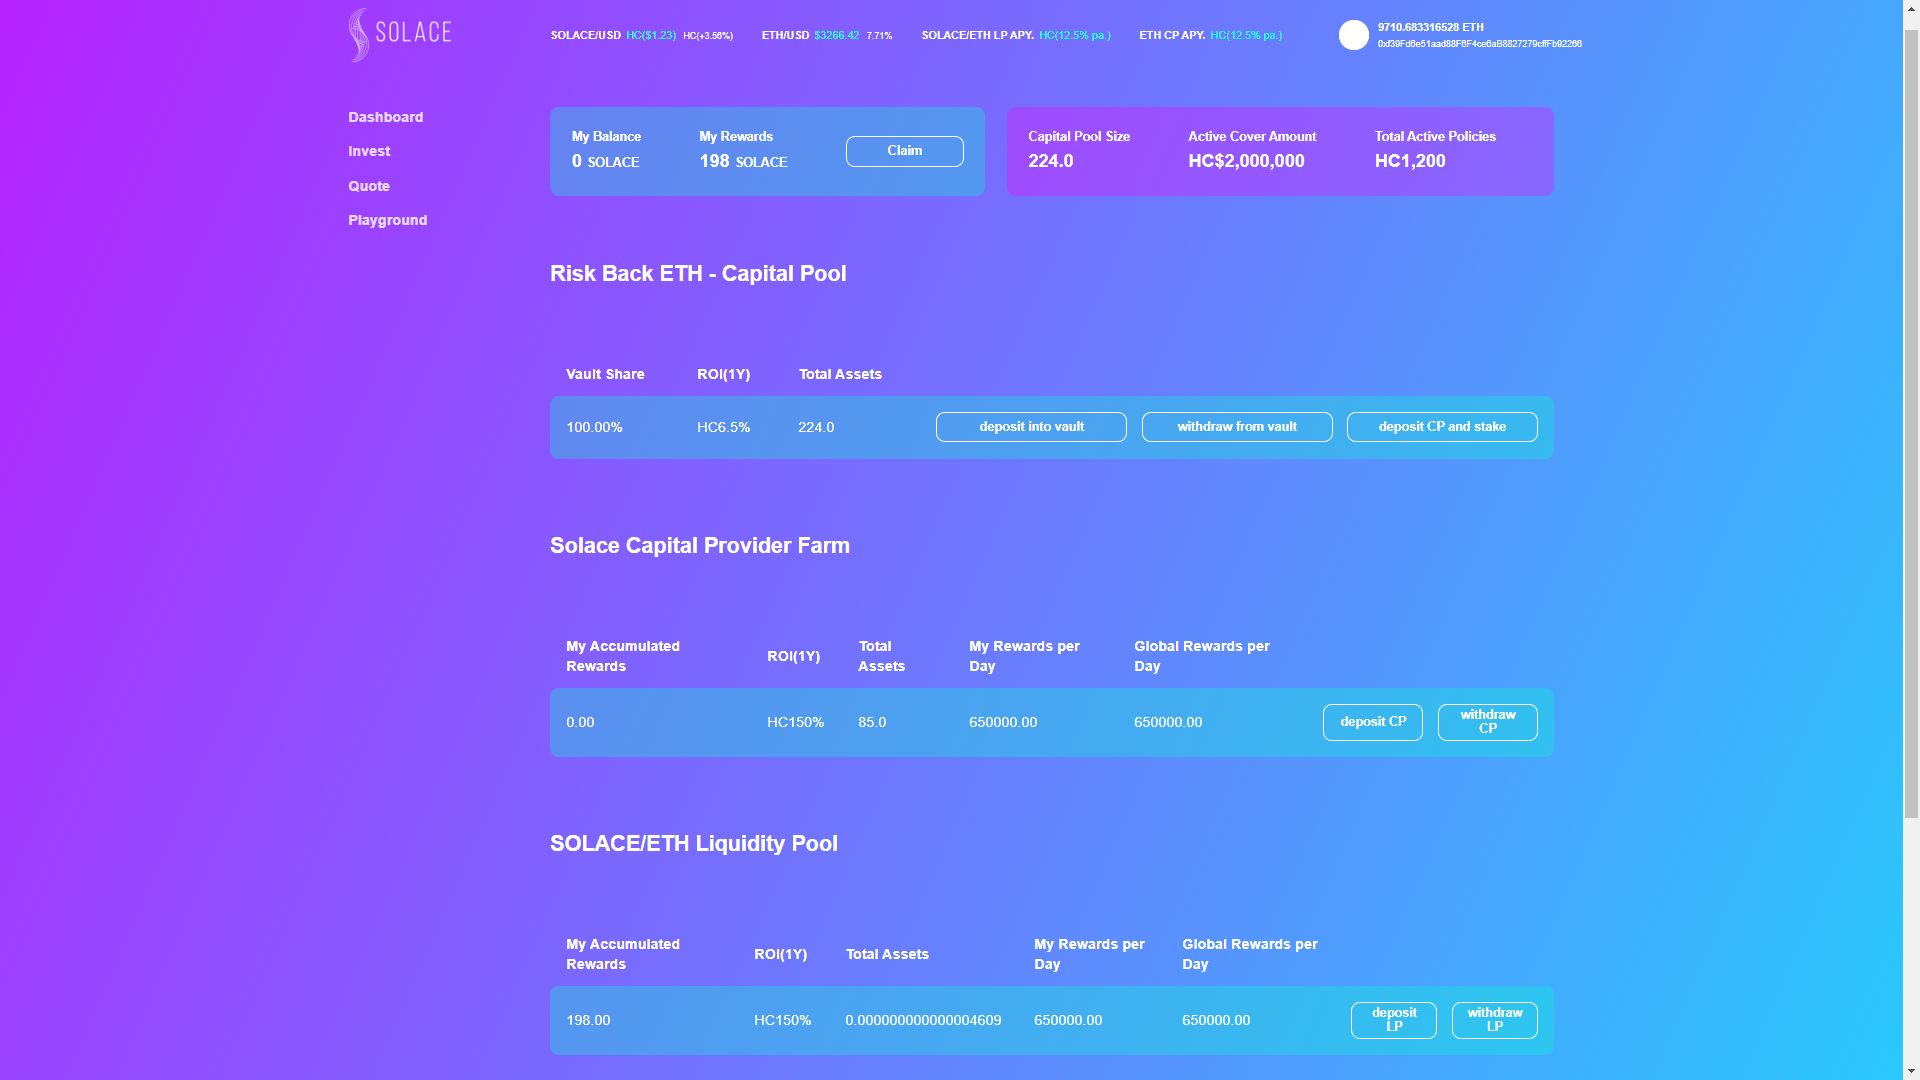 SOLACE
SOLACE/USD HC($1.23) HC(+3.56%) ETH/USD $3266.42 7.71% SOLACE/ETH LP APY. HC(12.5% pa.) ETH CP APY. HC(12.5% pa.)
9710.683316528 ETH
0xf39Fd6e51aad88F6F4ce6aB8827279cffFb92266
Dashboard
Invest
Quote
Playground
My Balance My Rewards
0 SOLACE 198 SOLACE Claim
Capital Pool Size Active Cover Amount Total Active Policies
224.0 HC$2,000,000 HC1,200
Risk Back ETH - Capital Pool
Vault Share ROI(1Y) Total Assets
100.00% HC6.5% 224.0 deposit into vault withdraw from vault deposit CP and stake
Solace Capital Provider Farm
My Accumulated Rewards ROI(1Y) Total Assets My Rewards per Day Global Rewards per Day
0.00 HC150% 85.0 650000.00 650000.00 deposit CP withdraw CP
SOLACE/ETH Liquidity Pool
My Accumulated Rewards ROI(1Y) Total Assets My Rewards per Day Global Rewards per Day
198.00 HC150% 0.000000000000004609 650000.00 650000.00 deposit LP withdraw LP